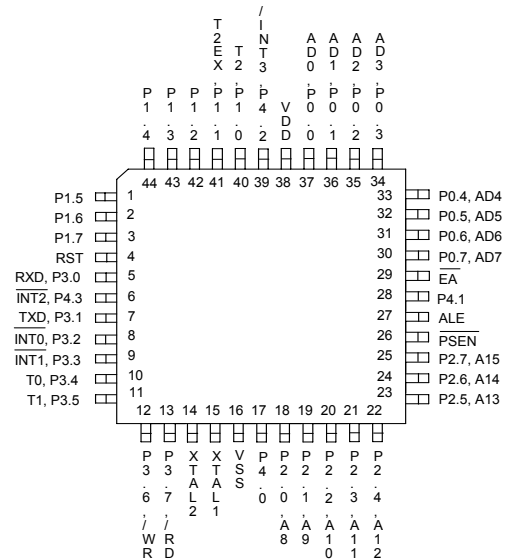 P1.4
P1.3
P1.2
T2EX,P1.1
T2,P1.0
/INT3,P4.2
VDD
AD0,P0.0
AD1,P0.1
AD2,P0.2
AD3,P0.3
44 43 42 41 40 39 38 37 36 35 34
P1.5 1
P1.6 2
P1.7 3
RST 4
RXD, P3.0 5
INT2, P4.3 6
TXD, P3.1 7
INT0, P3.2 8
INT1, P3.3 9
T0, P3.4 10
T1, P3.5 11
33 P0.4, AD4
32 P0.5, AD5
31 P0.6, AD6
30 P0.7, AD7
29 EA
28 P4.1
27 ALE
26 PSEN
25 P2.7, A15
24 P2.6, A14
23 P2.5, A13
12 13 14 15 16 17 18 19 20 21 22
P3.6,/WR
P3.7,/RD
XTAL2
XTAL1
VSS
P4.0
P2.0,A8
P2.1,A9
P2.2,A10
P2.3,A11
P2.4,A12